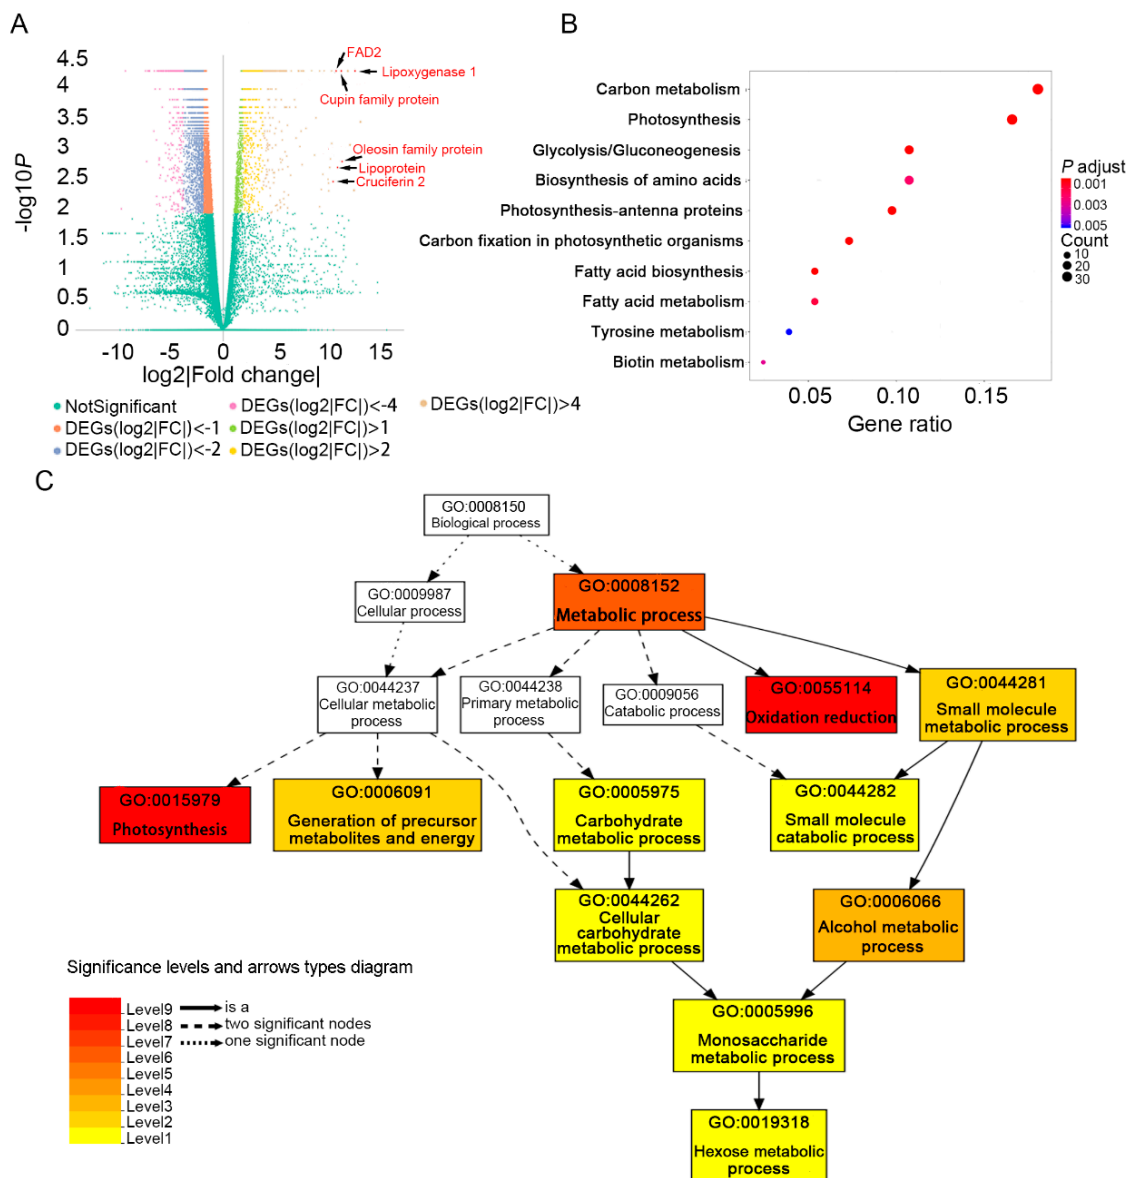 A
4.5
4
3.5
3
2.5
2
1.5
1
0.5
0
-log10P
-10
-5
0
5
10
15
log2|Fold change|
FAD2
Lipoxygenase 1
Cupin family protein
Oleosin family protein
Lipoprotein
Cruciferin 2
NotSignificant
DEGs(log2|FC|)<-4
DEGs(log2|FC|)>4
DEGs(log2|FC|)<-1
DEGs(log2|FC|)>1
DEGs(log2|FC|)<-2
DEGs(log2|FC|)>2
B
Carbon metabolism
Photosynthesis
Glycolysis/Gluconeogenesis
Biosynthesis of amino acids
Photosynthesis-antenna proteins
Carbon fixation in photosynthetic organisms
Fatty acid biosynthesis
Fatty acid metabolism
Tyrosine metabolism
Biotin metabolism
0.05
0.10
0.15
Gene ratio
P adjust
0.001
0.003
0.005
Count
10
20
30
C
GO:0008150
Biological process
GO:0009987
Cellular process
GO:0008152
Metabolic process
GO:0044237
Cellular metabolic
process
GO:0044238
Primary metabolic
process
GO:0009056
Catabolic process
GO:0055114
Oxidation reduction
GO:0044281
Small molecule
metabolic process
GO:0015979
Photosynthesis
GO:0006091
Generation of precursor
metabolites and energy
GO:0005975
Carbohydrate
metabolic process
GO:0044282
Small molecule
catabolic process
GO:0044262
Cellular
carbohydrate
metabolic process
GO:0006066
Alcohol metabolic
process
GO:0005996
Monosaccharide
metabolic process
GO:0019318
Hexose metabolic
process
Significance levels and arrows types diagram
Level9
Level8
Level7
Level6
Level5
Level4
Level3
Level2
Level1
is a
two significant nodes
one significant node